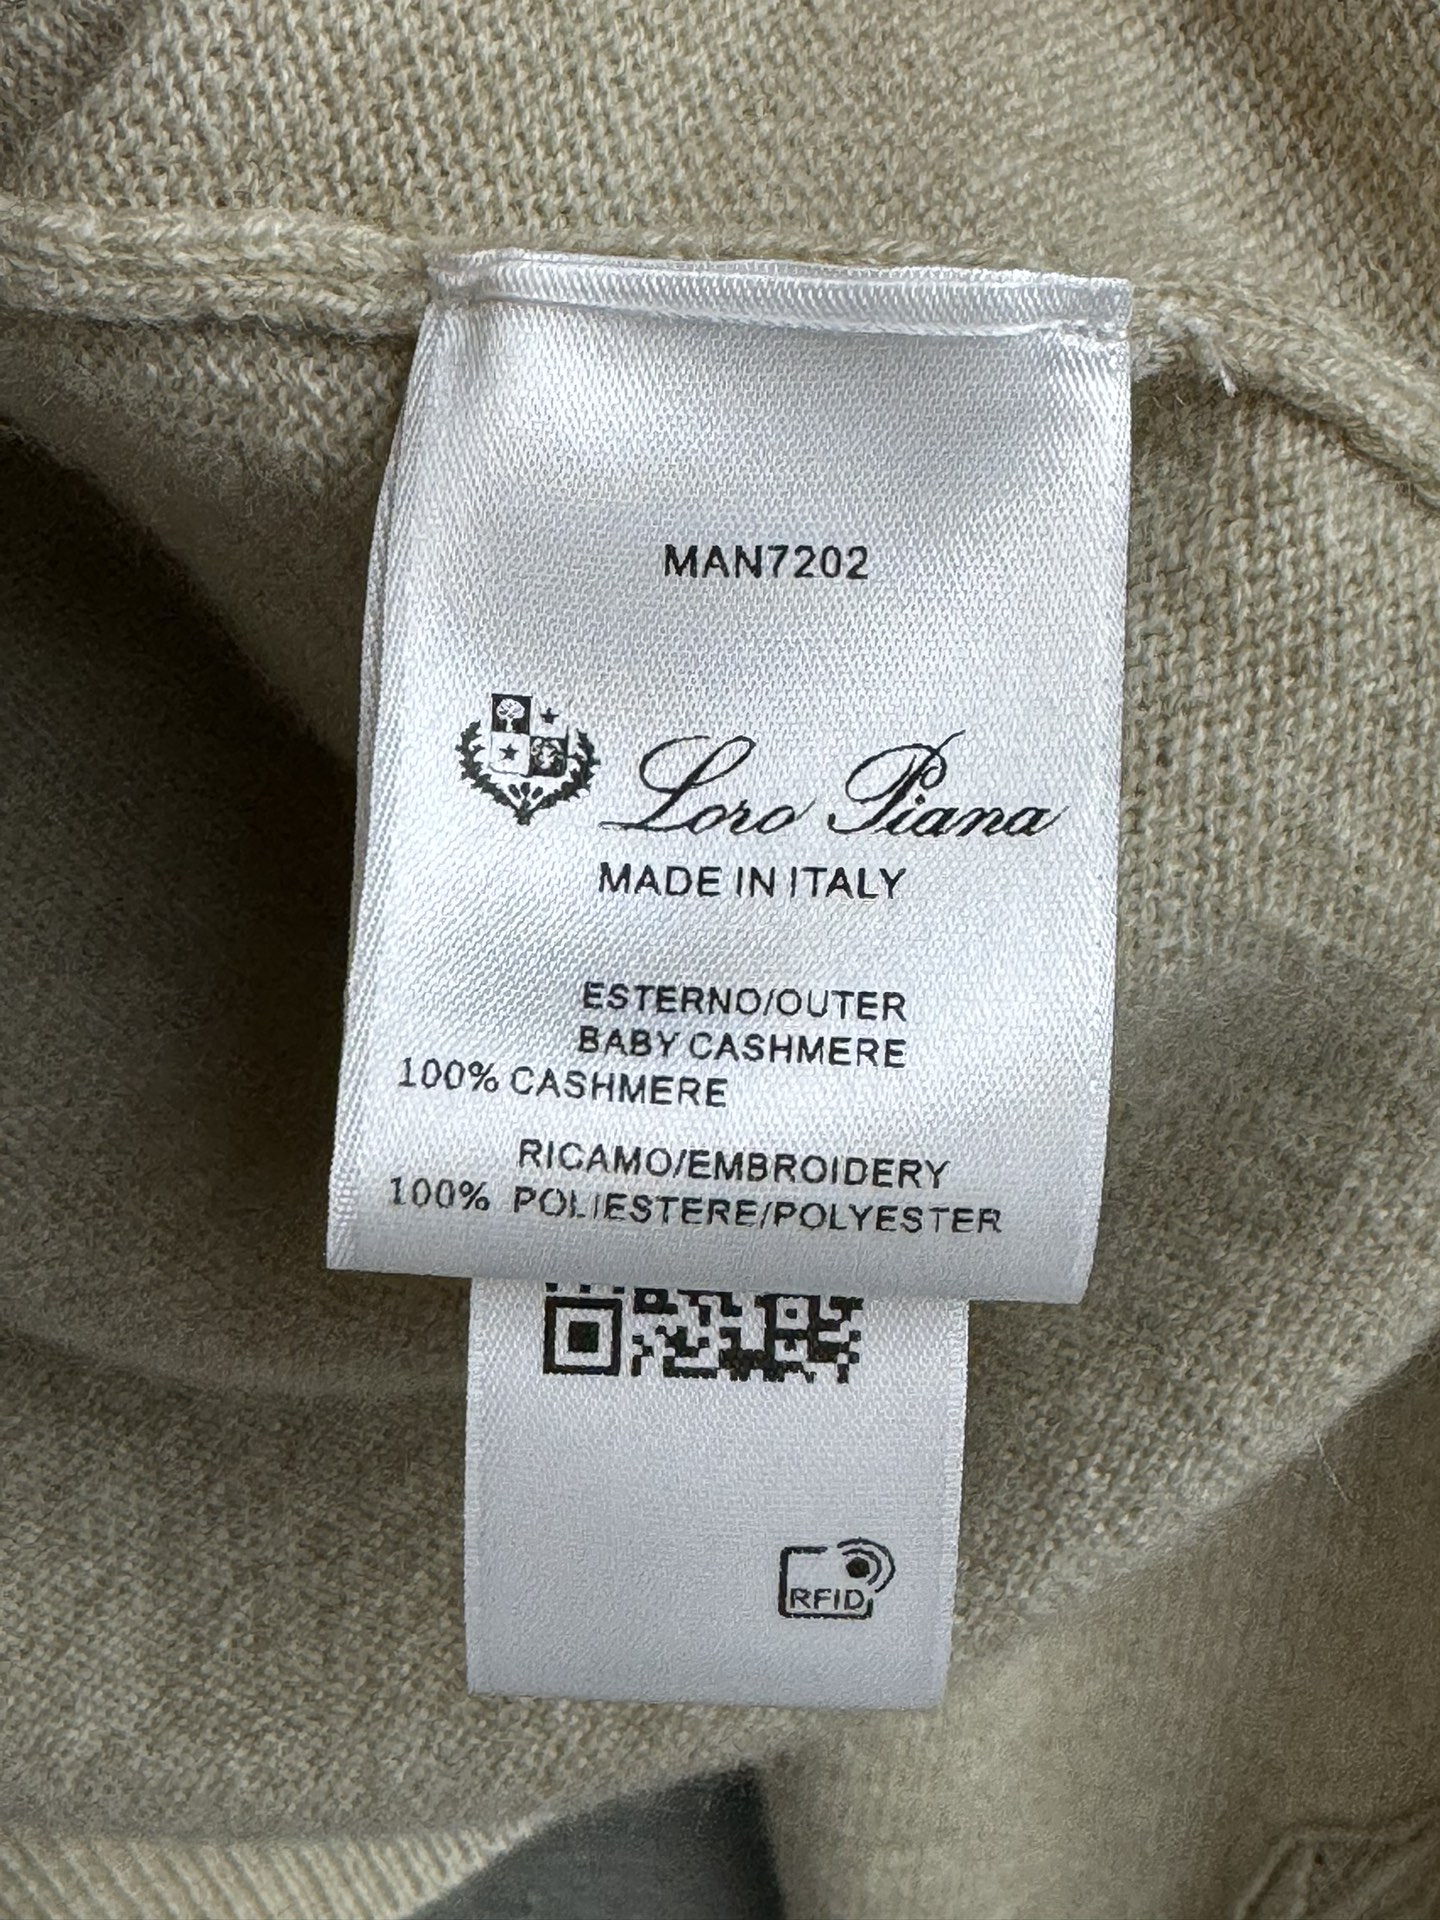 MAN7202
Loro Piana
MADE IN ITALY
ESTERNO/OUTER
BABY CASHMERE
100% CASHMERE
RICAMO/EMBROIDERY
100% POLIESTERE/POLYESTER
RFID